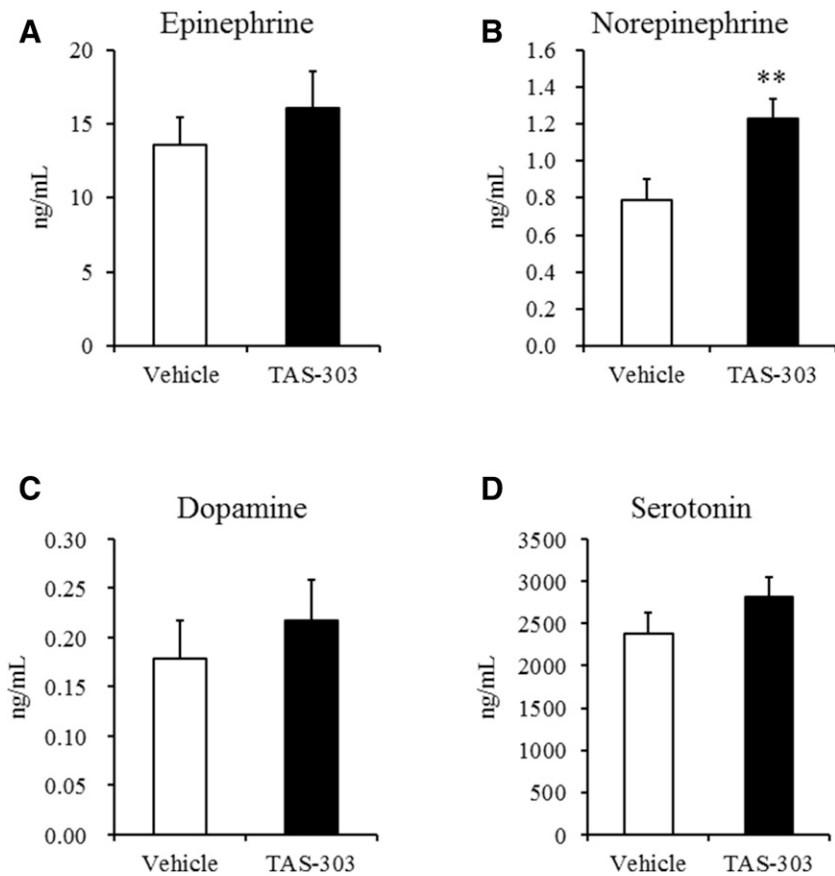 A
Epinephrine
20
15
10
5
0
ng/mL
Vehicle TAS-303
B
Norepinephrine
1.6
1.4
1.2
1.0
0.8
0.6
0.4
0.2
0.0
ng/mL
**
Vehicle TAS-303
C
Dopamine
0.30
0.25
0.20
0.15
0.10
0.05
0.00
ng/mL
Vehicle TAS-303
D
Serotonin
3500
3000
2500
2000
1500
1000
500
0
ng/mL
Vehicle TAS-303